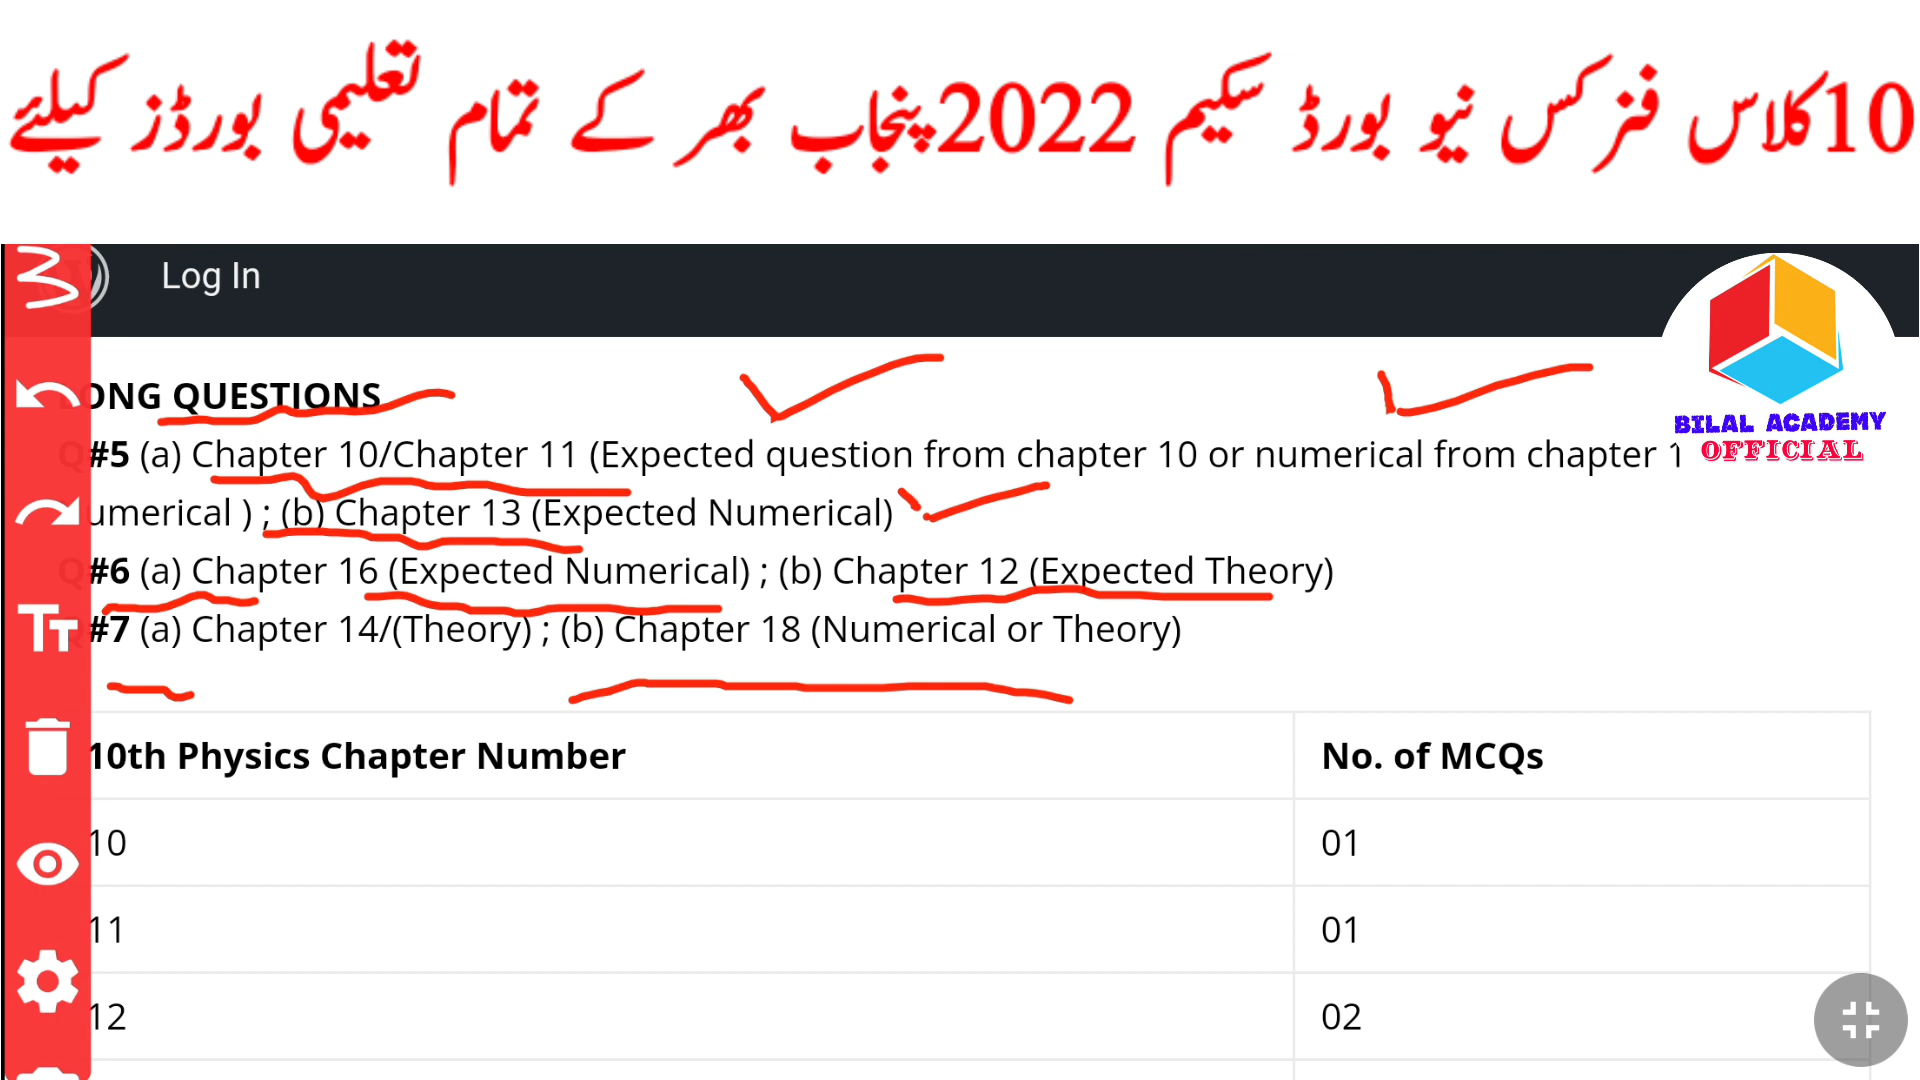 10کلاس فزکس نیو بورڈ سکیم 2022پنجاب بھر کے تمام تعلیمی بورڈز کیلئے
Log In
BILAL ACADEMY
OFFICIAL
LONG QUESTIONS
Q#5 (a) Chapter 10/Chapter 11 (Expected question from chapter 10 or numerical from chapter
numerical ) ; (b) Chapter 13 (Expected Numerical)
Q#6 (a) Chapter 16 (Expected Numerical) ; (b) Chapter 12 (Expected Theory)
Q#7 (a) Chapter 14/(Theory) ; (b) Chapter 18 (Numerical or Theory)
10th Physics Chapter Number No. of MCQs
10 01
11 01
12 02